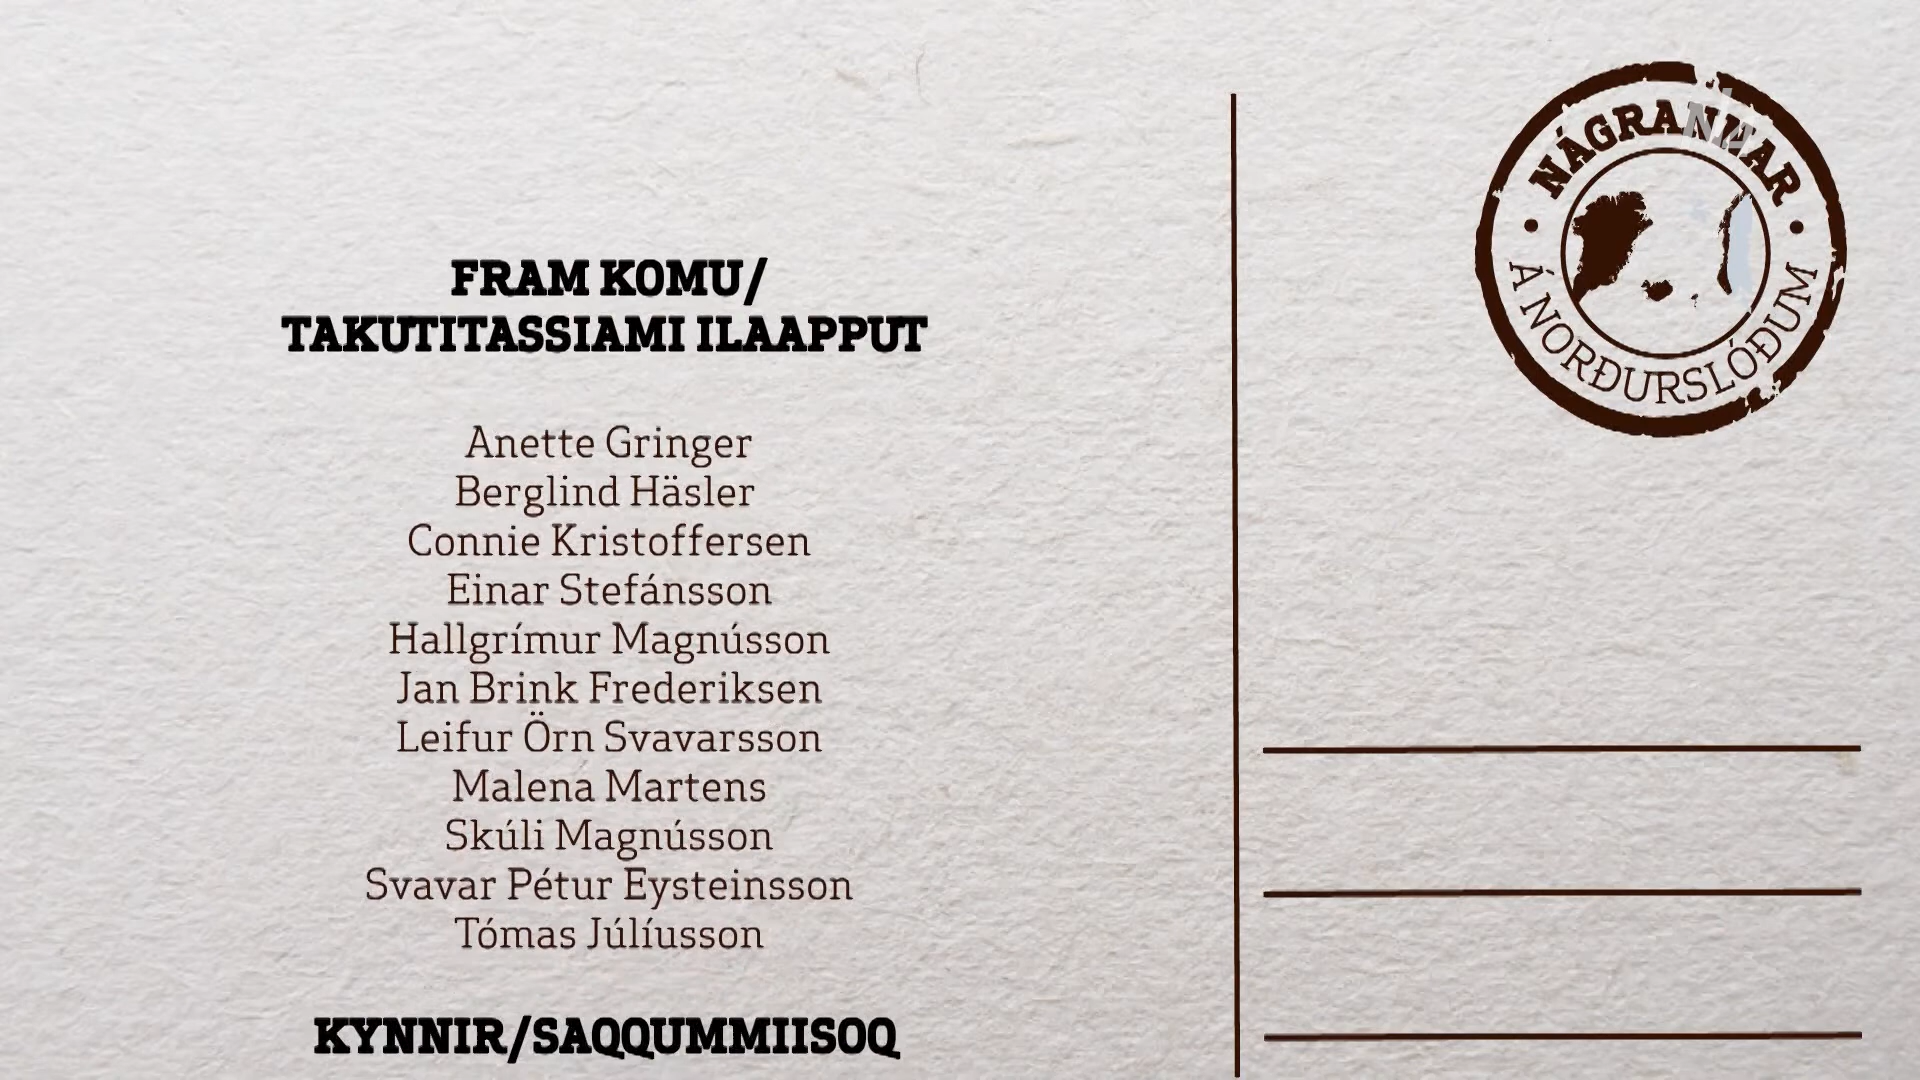 FRAM KOMU/
TAKUTITASSIAMI ILAAPPUT
Anette Gringer
Berglind Häsler
Connie Kristoffersen
Einar Stefánsson
Hallgrímur Magnússon
Jan Brink Frederiksen
Leifur Örn Svavarsson
Malena Martens
Skúli Magnússon
Svavar Pétur Eysteinsson
Tómas Júlíusson
KYNNIR/SAQQUMMIISOQ
NÁGRANNAR
Á NORÐURSLÓÐUM